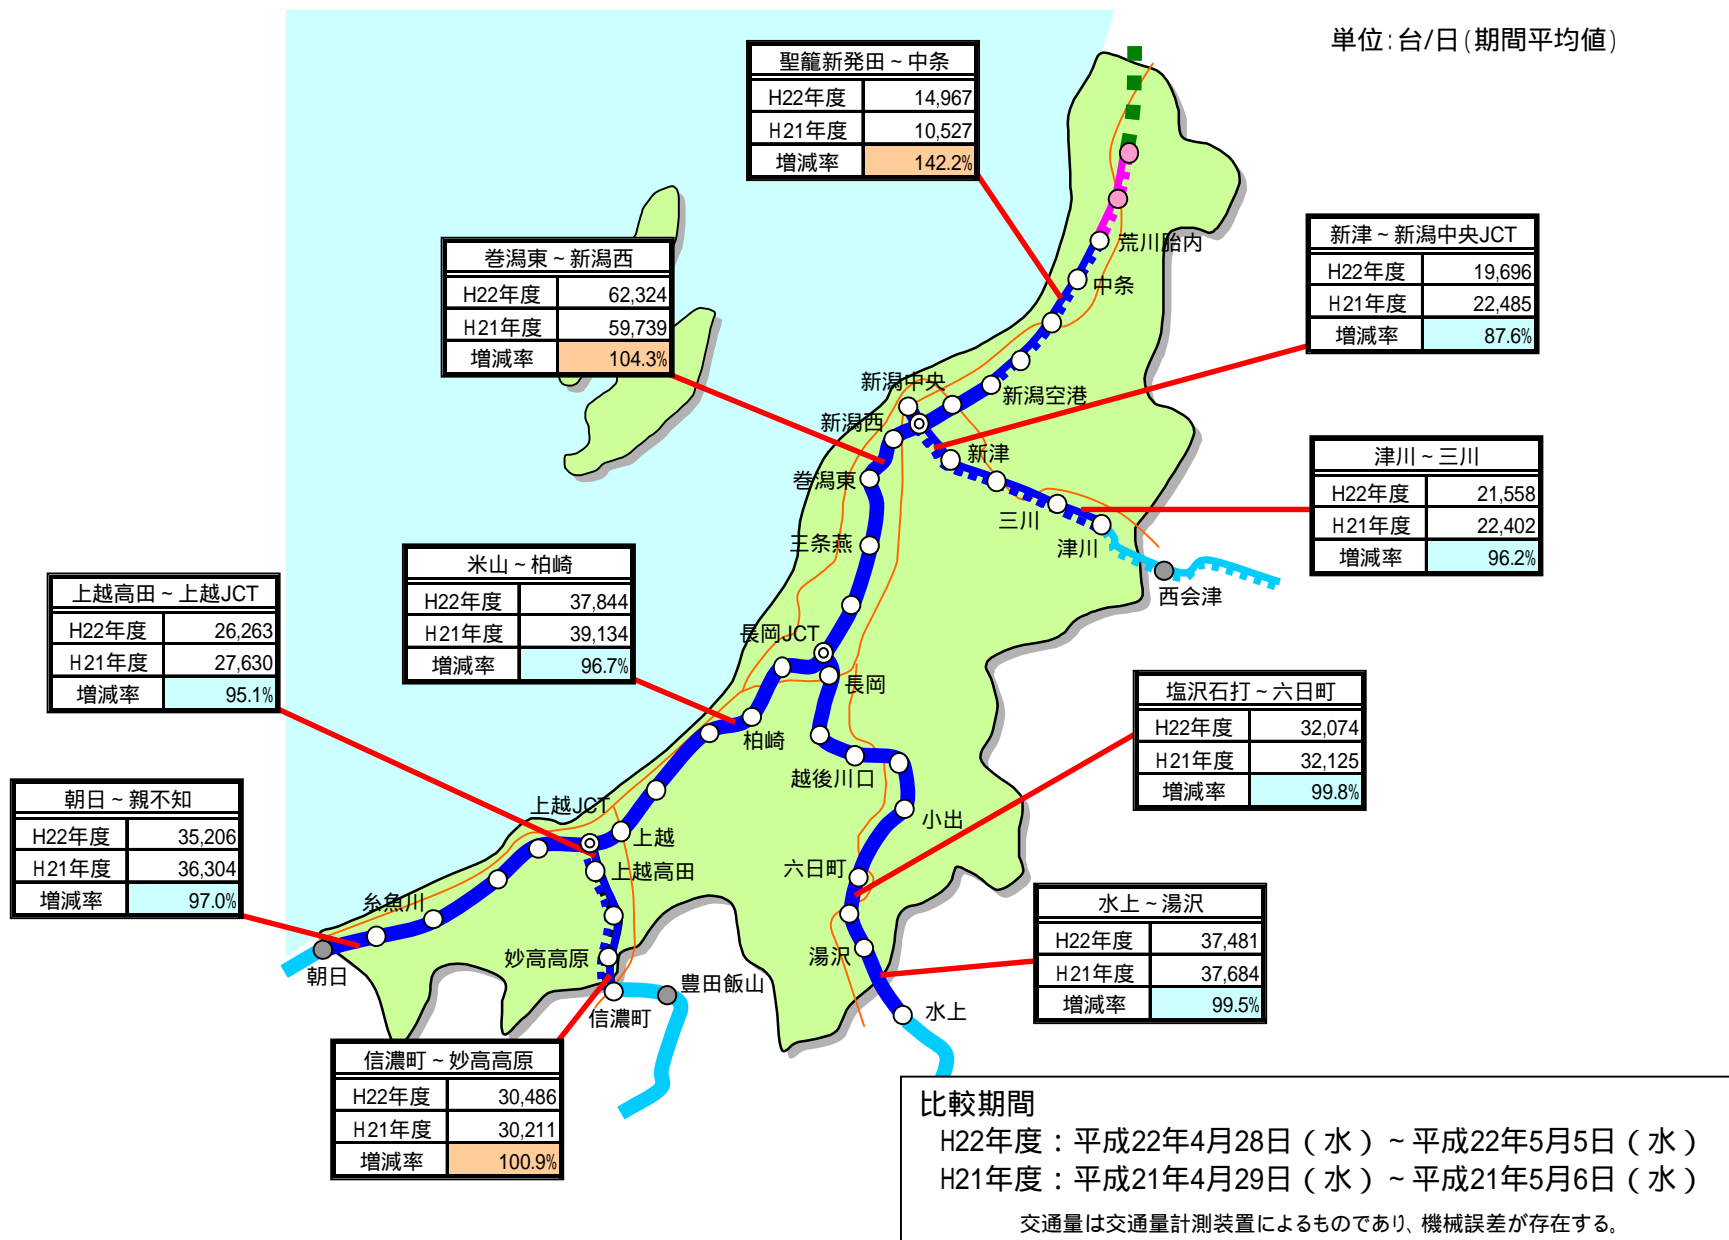 単位:台/日(期間平均値)
聖籠新発田~中条
H22年度 14,967
H21年度 10,527
増減率 142.2%
新津~新潟中央JCT
H22年度 19,696
H21年度 22,485
増減率 87.6%
巻潟東~新潟西
H22年度 62,324
H21年度 59,739
増減率 104.3%
荒川胎内
中条
新潟中央
新潟空港
新潟西
新津
巻潟東
三川
津川
三条燕
西会津
津川~三川
H22年度 21,558
H21年度 22,402
増減率 96.2%
米山~柏崎
H22年度 37,844
H21年度 39,134
増減率 96.7%
上越高田~上越JCT
H22年度 26,263
H21年度 27,630
増減率 95.1%
長岡JCT
長岡
柏崎
越後川口
小出
塩沢石打~六日町
H22年度 32,074
H21年度 32,125
増減率 99.8%
朝日~親不知
H22年度 35,206
H21年度 36,304
増減率 97.0%
上越JCT
上越
上越高田
六日町
糸魚川
湯沢
妙高高原
朝日
豊田飯山
信濃町
水上
水上~湯沢
H22年度 37,481
H21年度 37,684
増減率 99.5%
信濃町~妙高高原
H22年度 30,486
H21年度 30,211
増減率 100.9%
比較期間
H22年度:平成22年4月28日(水)~平成22年5月5日(水)
H21年度:平成21年4月29日(水)~平成21年5月6日(水)
交通量は交通量計測装置によるものであり、機械誤差が存在する。